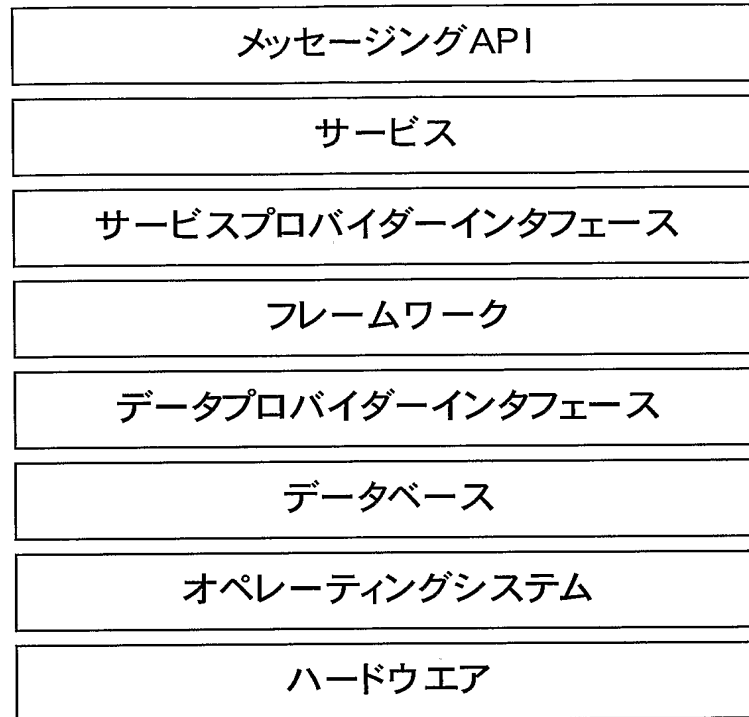 メッセージングAPI
サービス
サービスプロバイダーインタフェース
フレームワーク
データプロバイダーインタフェース
データベース
オペレーティングシステム
ハードウエア